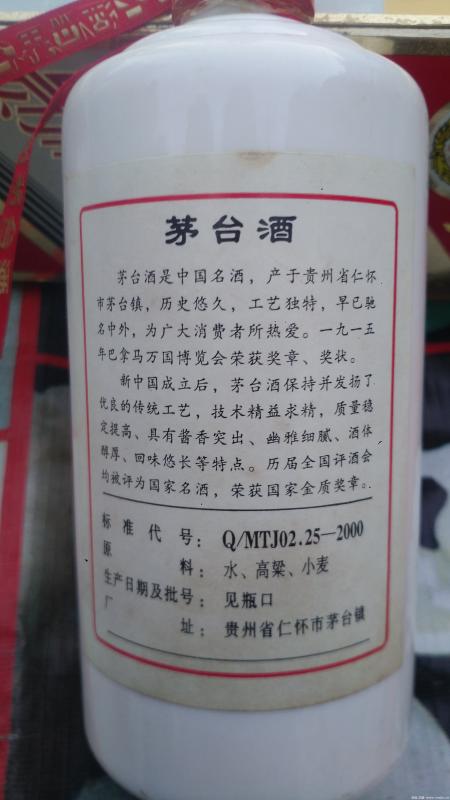 茅台酒
茅台酒是中国名酒，产于贵州省仁怀
市茅台镇，历史悠久，工艺独特，早已驰
名中外，为广大消费者所热爱。一九一五
年巴拿马万国博览会荣获奖章、奖状。
新中国成立后，茅台酒保持并发扬了
优良的传统工艺，技术精益求精，质量稳
定提高、具有酱香突出、幽雅细腻、酒体
醇厚、回味悠长等特点。历届全国评酒会
均被评为国家名酒，荣获国家金质奖章。
标准代号：Q/MTJ02.25—2000
原料：水、高粱、小麦
生产日期及批号：见瓶口
厂址：贵州省仁怀市茅台镇